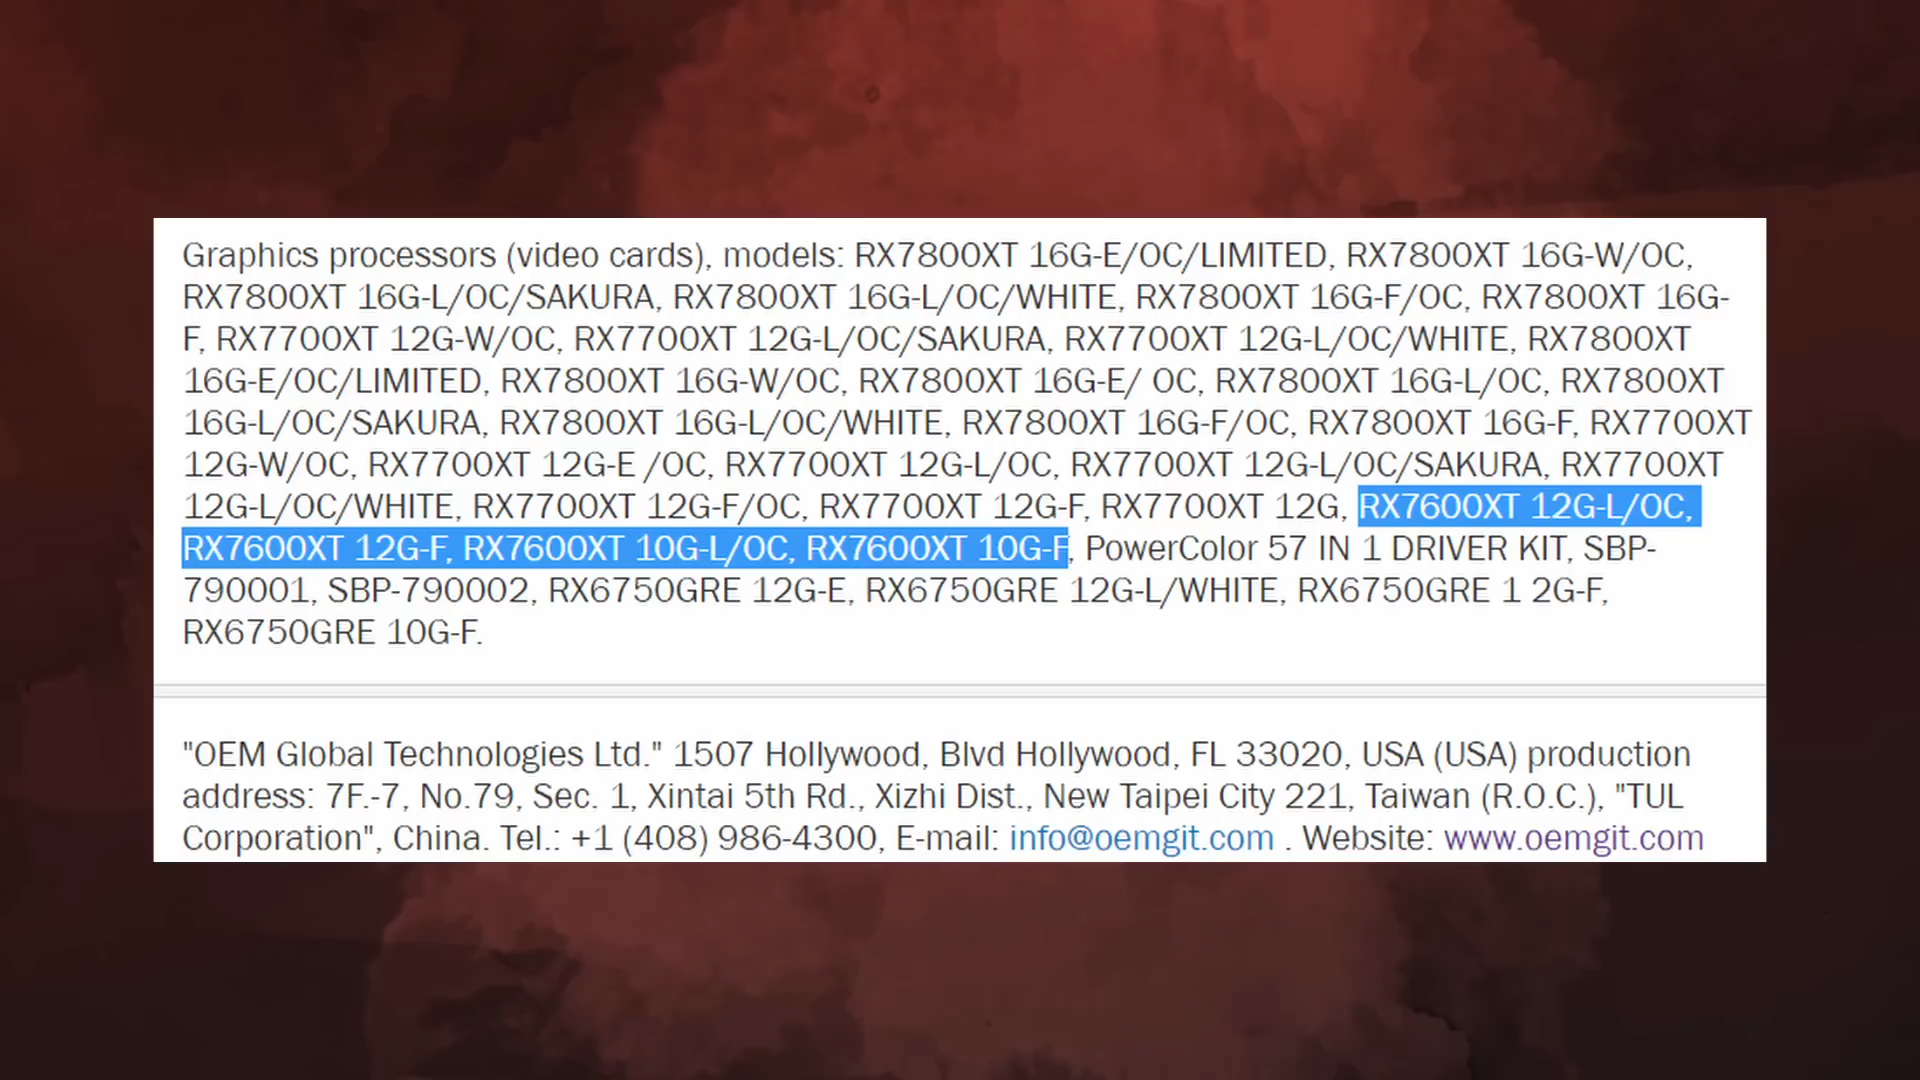 Graphics processors (video cards), models: RX7800XT 16G-E/OC/LIMITED, RX7800XT 16G-W/OC,
RX7800XT 16G-L/OC/SAKURA, RX7800XT 16G-L/OC/WHITE, RX7800XT 16G-F/OC, RX7800XT 16G-
F, RX7700XT 12G-W/OC, RX7700XT 12G-L/OC/SAKURA, RX7700XT 12G-L/OC/WHITE, RX7800XT
16G-E/OC/LIMITED, RX7800XT 16G-W/OC, RX7800XT 16G-E/ OC, RX7800XT 16G-L/OC, RX7800XT
16G-L/OC/SAKURA, RX7800XT 16G-L/OC/WHITE, RX7800XT 16G-F/OC, RX7800XT 16G-F, RX7700XT
12G-W/OC, RX7700XT 12G-E /OC, RX7700XT 12G-L/OC, RX7700XT 12G-L/OC/SAKURA, RX7700XT
12G-L/OC/WHITE, RX7700XT 12G-F/OC, RX7700XT 12G-F, RX7700XT 12G, RX7600XT 12G-L/OC,
RX7600XT 12G-F, RX7600XT 10G-L/OC, RX7600XT 10G-F, PowerColor 57 IN 1 DRIVER KIT, SBP-
790001, SBP-790002, RX6750GRE 12G-E, RX6750GRE 12G-L/WHITE, RX6750GRE 1 2G-F,
RX6750GRE 10G-F.
"OEM Global Technologies Ltd." 1507 Hollywood, Blvd Hollywood, FL 33020, USA (USA) production
address: 7F.-7, No.79, Sec. 1, Xintai 5th Rd., Xizhi Dist., New Taipei City 221, Taiwan (R.O.C.), "TUL
Corporation", China. Tel.: +1 (408) 986-4300, E-mail: info@oemgit.com . Website: www.oemgit.com